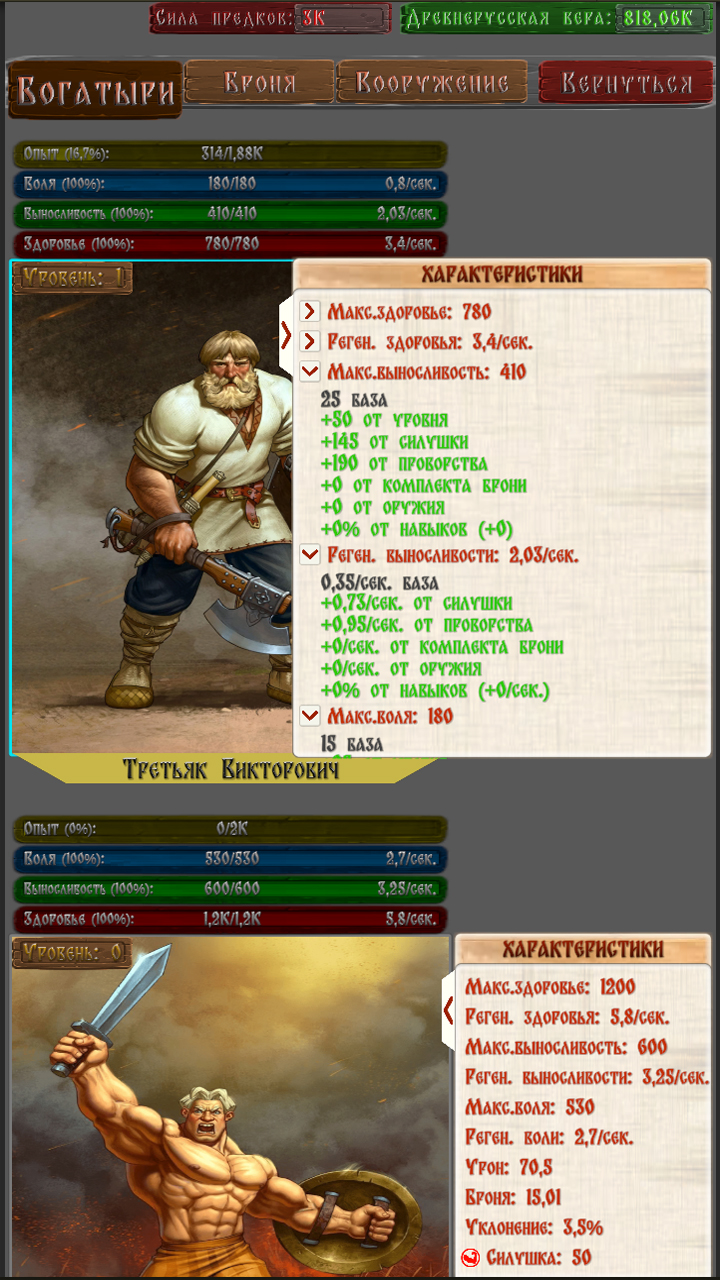 Сила предков: 3К
Древнерусская вера: 818,06К
Богатыри
Броня
Вооружение
Вернуться
Опыт (16,7%): 314/1,88К
Воля (100%): 180/180 0,8/сек.
Выносливость (100%): 410/410 2,03/сек.
Здоровье (100%): 780/780 3,4/сек.
Уровень: 1
Характеристики
Макс.здоровье: 780
Реген. здоровья: 3,4/сек.
Макс.выносливость: 410
25 база
+50 от уровня
+145 от силушки
+190 от проворства
+0 от комплекта брони
+0 от оружия
+0% от навыков (+0)
Реген. выносливости: 2,03/сек.
0,35/сек. база
+0,73/сек. от силушки
+0,95/сек. от проворства
+0/сек. от комплекта брони
+0/сек. от оружия
+0% от навыков (+0/сек.)
Макс.воля: 180
15 база
Третьяк Викторович
Опыт (0%): 0/2К
Воля (100%): 530/530 2,7/сек.
Выносливость (100%): 600/600 3,25/сек.
Здоровье (100%): 1,2К/1,2К 5,8/сек.
Уровень: 0
Характеристики
Макс.здоровье: 1200
Реген. здоровья: 5,8/сек.
Макс.выносливость: 600
Реген. выносливости: 3,25/сек.
Макс.воля: 530
Реген. воли: 2,7/сек.
Урон: 70,5
Броня: 15,01
Уклонение: 3,5%
Силушка: 50